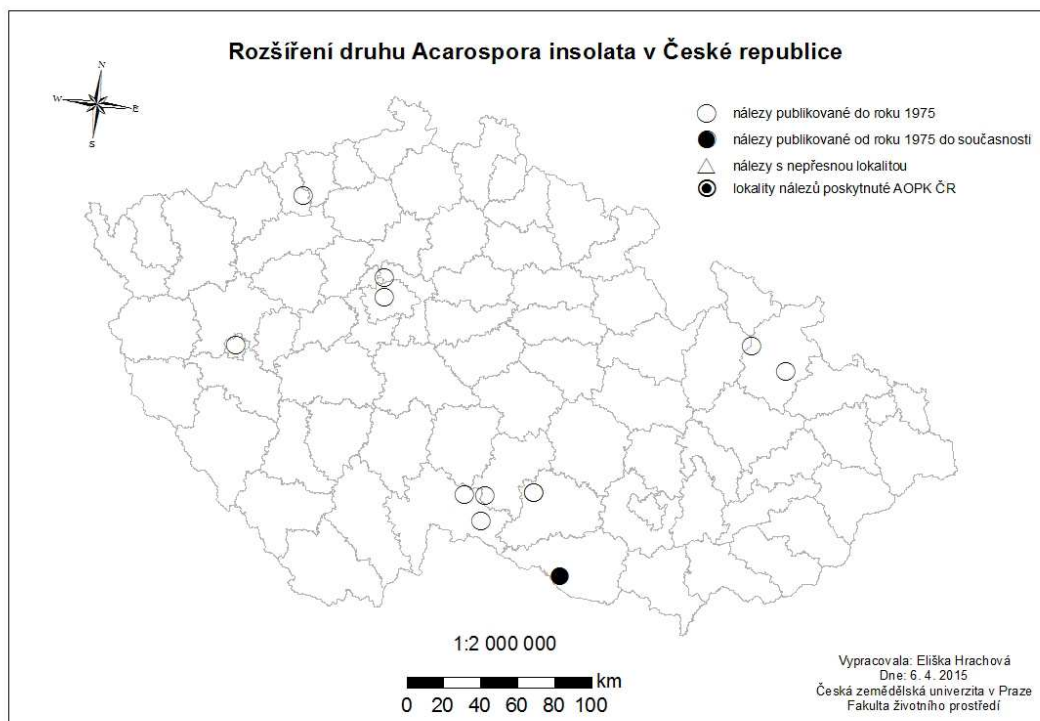 Rozšíření druhu Acarospora insolata v České republice
N
W
E
S
nálezy publikované do roku 1975
nálezy publikované od roku 1975 do současnosti
nálezy s nepřesnou lokalitou
lokality nálezů poskytnuté AOPK ČR
1:2 000 000
km
0 20 40 60 80 100
Vypracovala: Eliška Hrachová
Dne: 6. 4. 2015
Česká zemědělská univerzita v Praze
Fakulta životního prostředí